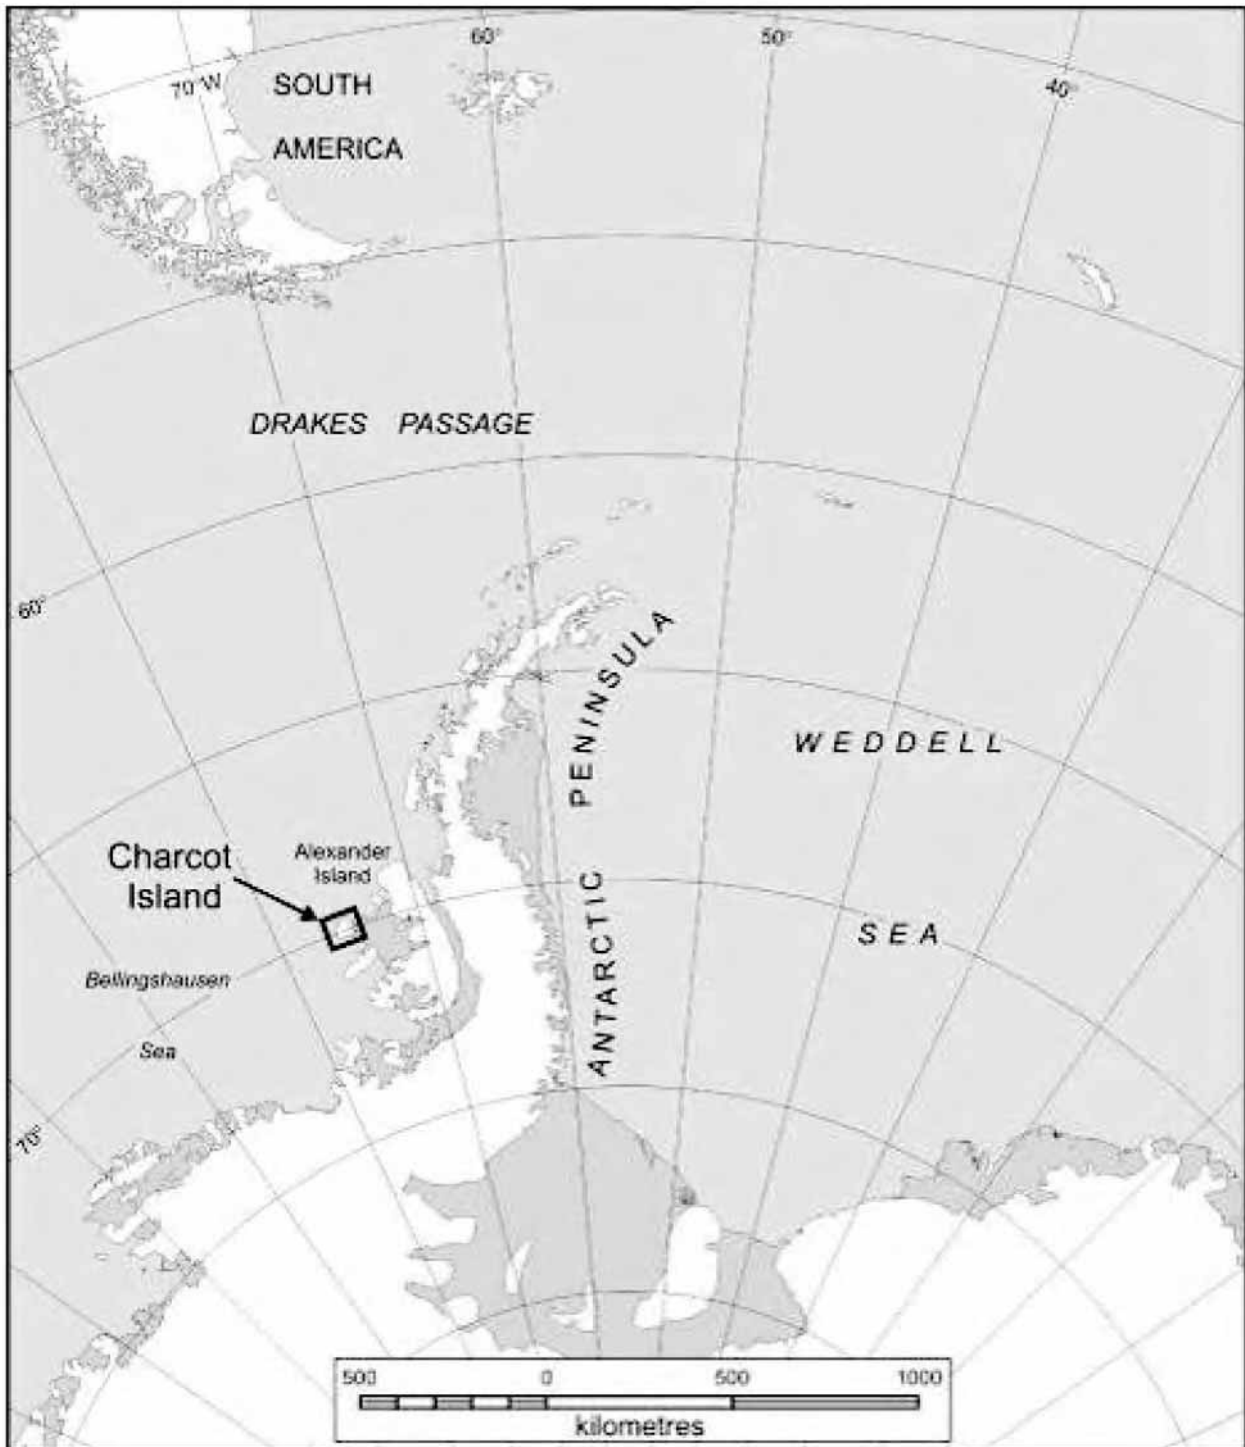 60°
50°
70°W
40°
SOUTH
AMERICA
DRAKES PASSAGE
60°
ANTARCTIC PENINSULA
WEDDELL
SEA
Charcot
Island
Alexander
Island
Bellingshausen
Sea
70°
500 0 500 1000
kilometres